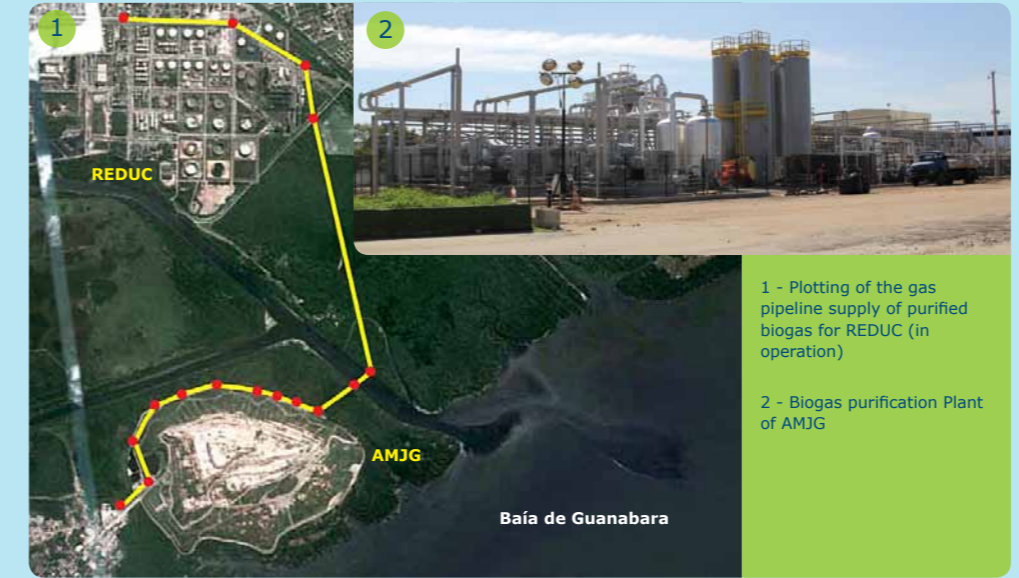 1
2
REDUC
AMJG
Baía de Guanabara
1 - Plotting of the gas
pipeline supply of purified
biogas for REDUC (in
operation)
2 - Biogas purification Plant
of AMJG